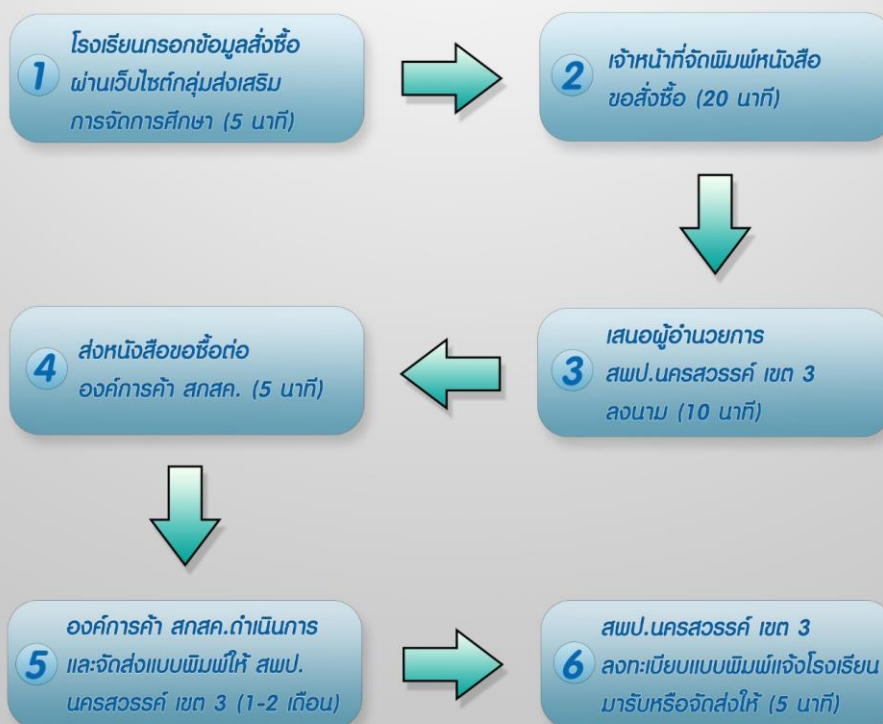 1
โรงเรียนกรอกข้อมูลสั่งซื้อ
ผ่านเว็บไซต์กลุ่มส่งเสริม
การจัดการศึกษา (5 นาที)
2
เจ้าหน้าที่จัดพิมพ์หนังสือ
ขอสั่งซื้อ (20 นาที)
3
เสนอผู้อำนวยการ
สพป.นครสวรรค์ เขต 3
ลงนาม (10 นาที)
4
ส่งหนังสือขอซื้อต่อ
องค์การค้า สกสค. (5 นาที)
5
องค์การค้า สกสค.ดำเนินการ
และจัดส่งแบบพิมพ์ให้ สพป.
นครสวรรค์ เขต 3 (1-2 เดือน)
6
สพป.นครสวรรค์ เขต 3
ลงทะเบียบแบบพิมพ์แจ้งโรงเรียน
มารับหรือจัดส่งให้ (5 นาที)